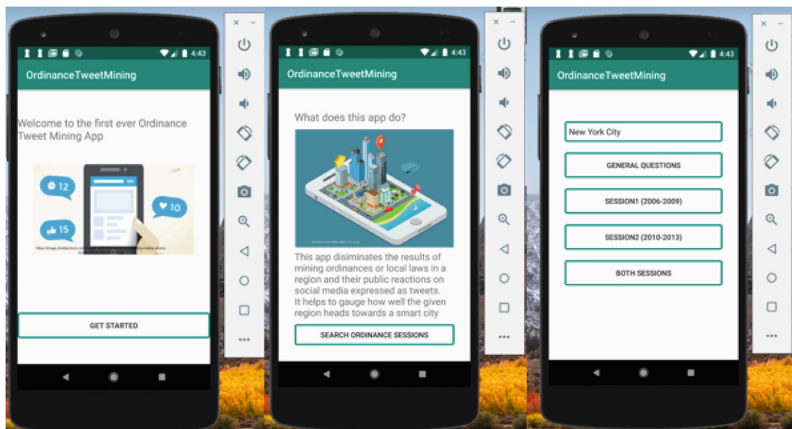 4:43
OrdinanceTweetMining
Welcome to the first ever Ordinance
Tweet Mining App
12
10
15
GET STARTED
4:43
OrdinanceTweetMining
What does this app do?
This app disiminates the results of
mining ordinances or local laws in a
region and their public reactions on
social media expressed as tweets.
It helps to gauge how well the given
region heads towards a smart city
SEARCH ORDINANCE SESSIONS
4:43
OrdinanceTweetMining
New York City
GENERAL QUESTIONS
SESSION1 (2006-2009)
SESSION2 (2010-2013)
BOTH SESSIONS